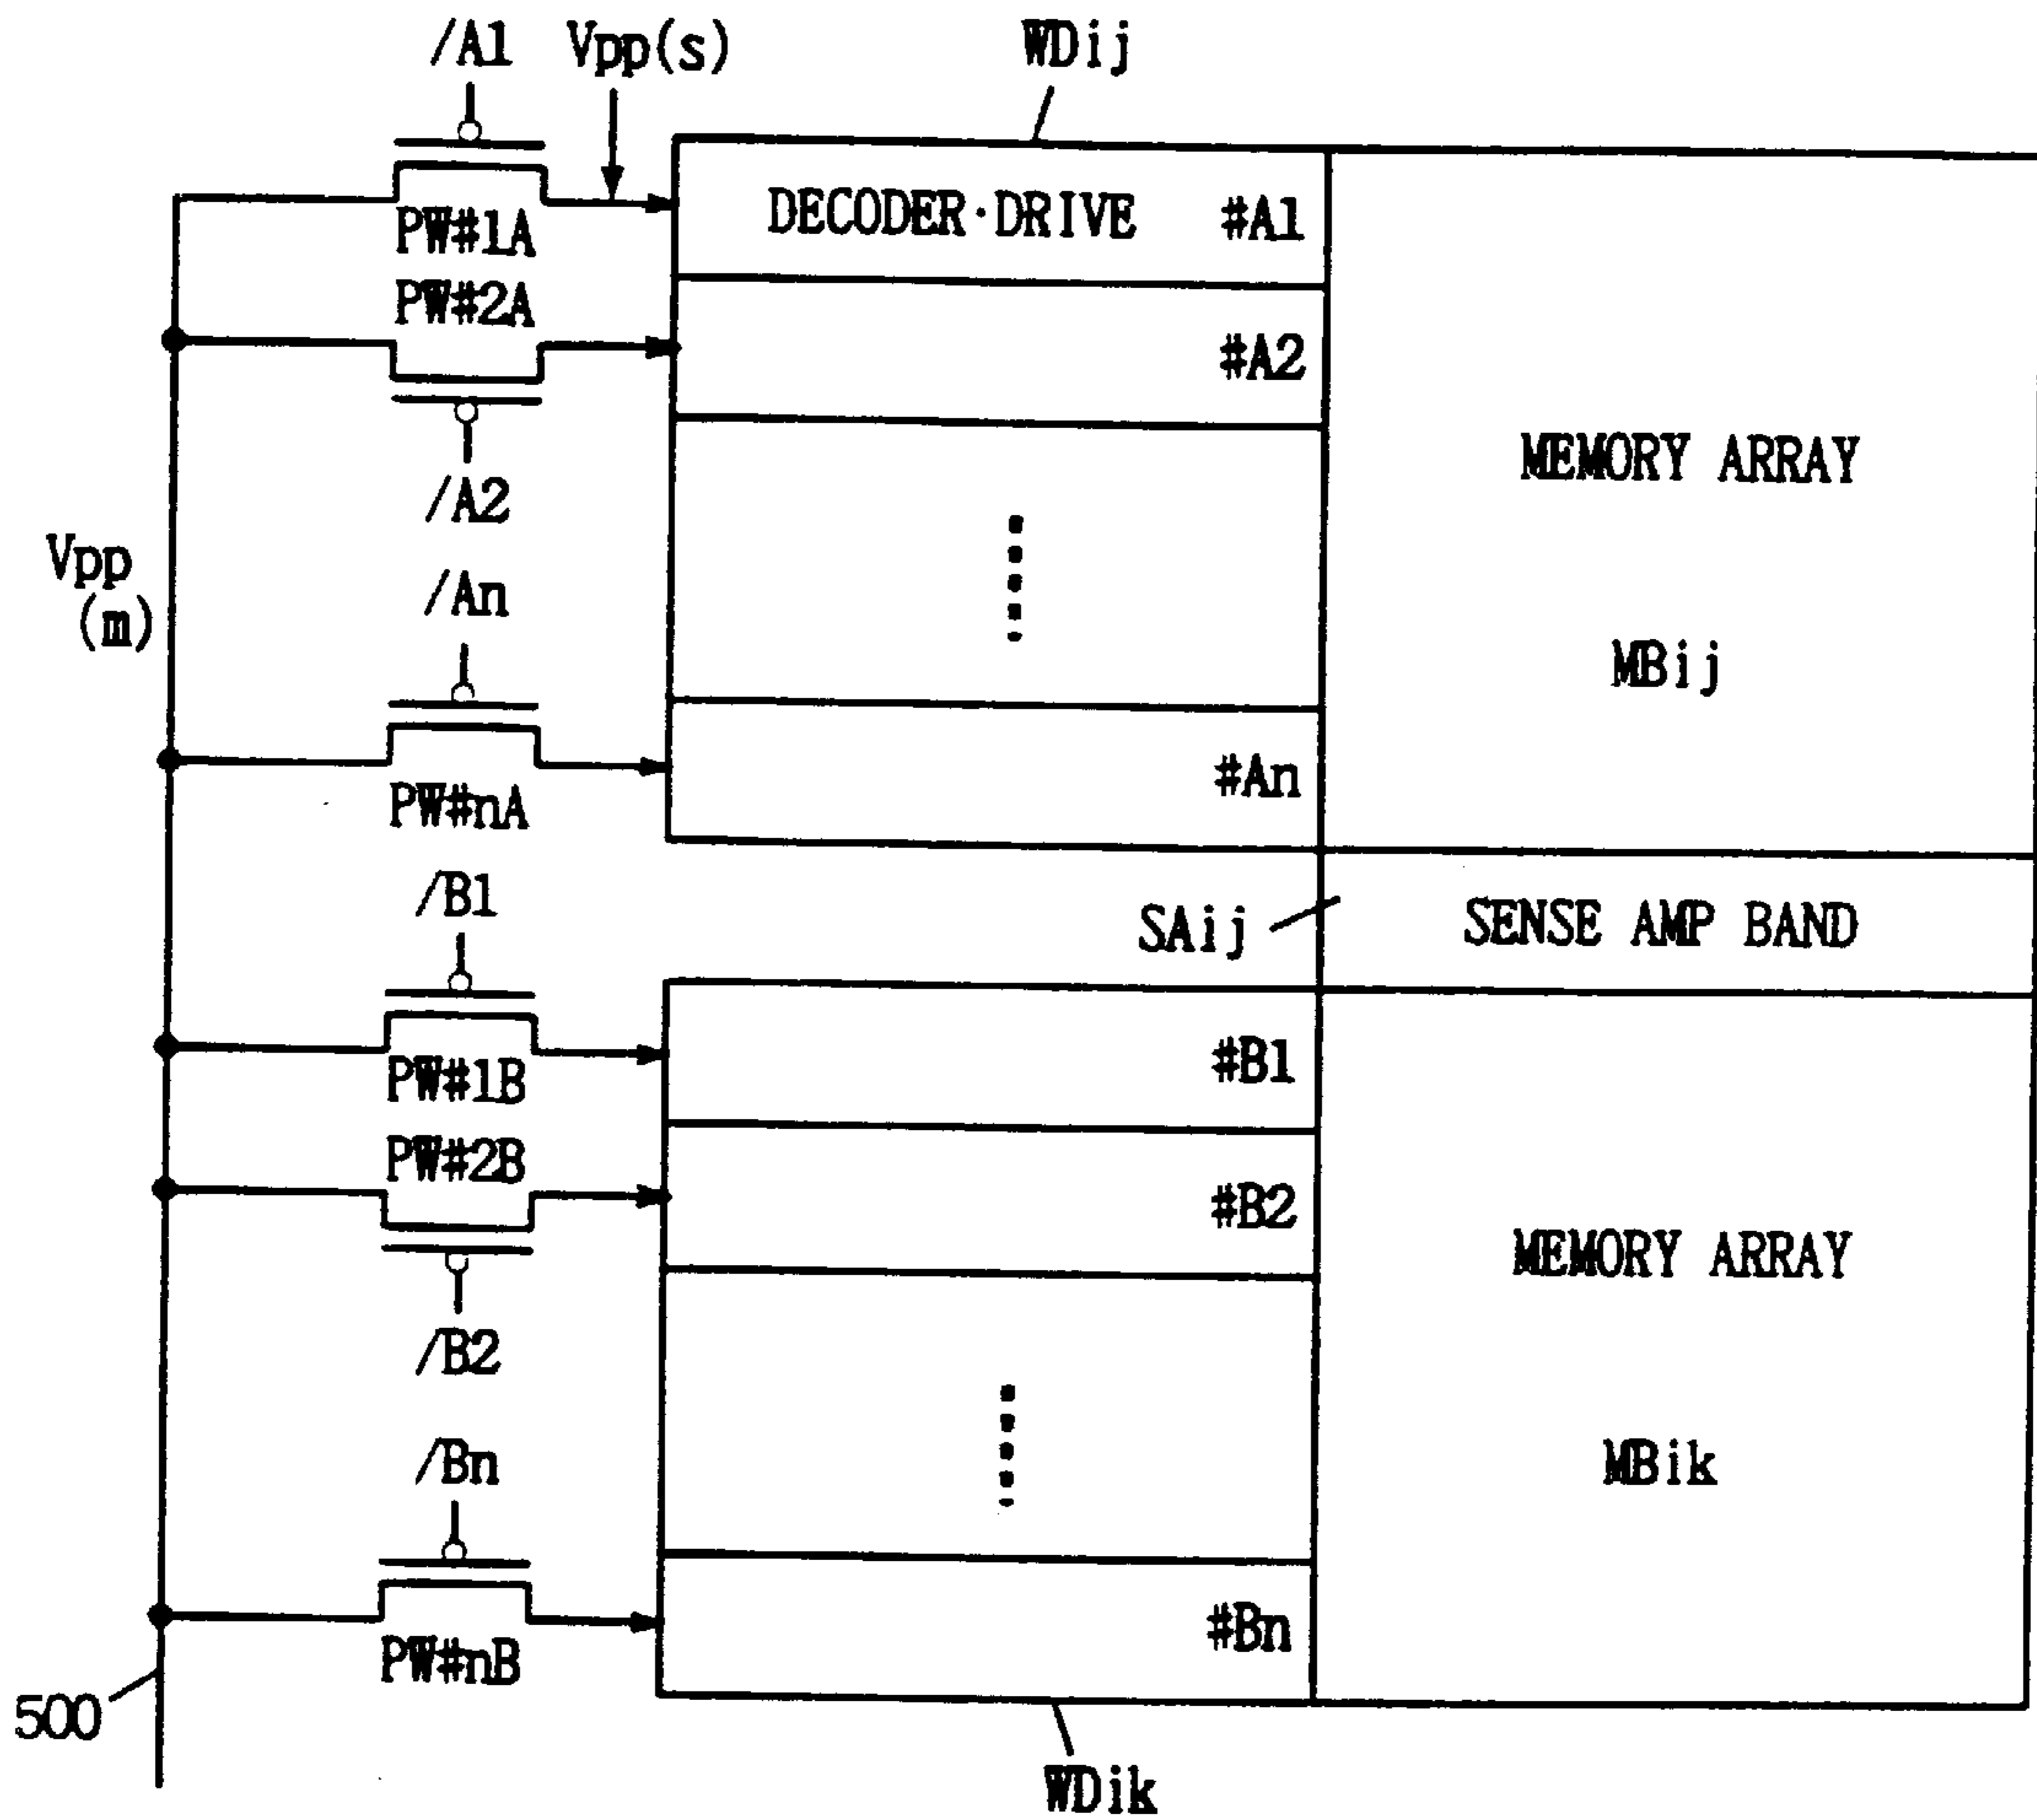 /A1
Vpp(s)
WDij
DECODER·DRIVE #A1
PW#1A
PW#2A
#A2
/A2
MEMORY ARRAY
Vpp
(m)
/An
MBij
#An
PW#nA
/B1
SAij
SENSE AMP BAND
#B1
PW#1B
PW#2B
#B2
MEMORY ARRAY
/B2
/Bn
MBik
#Bn
PW#nB
500
WDik